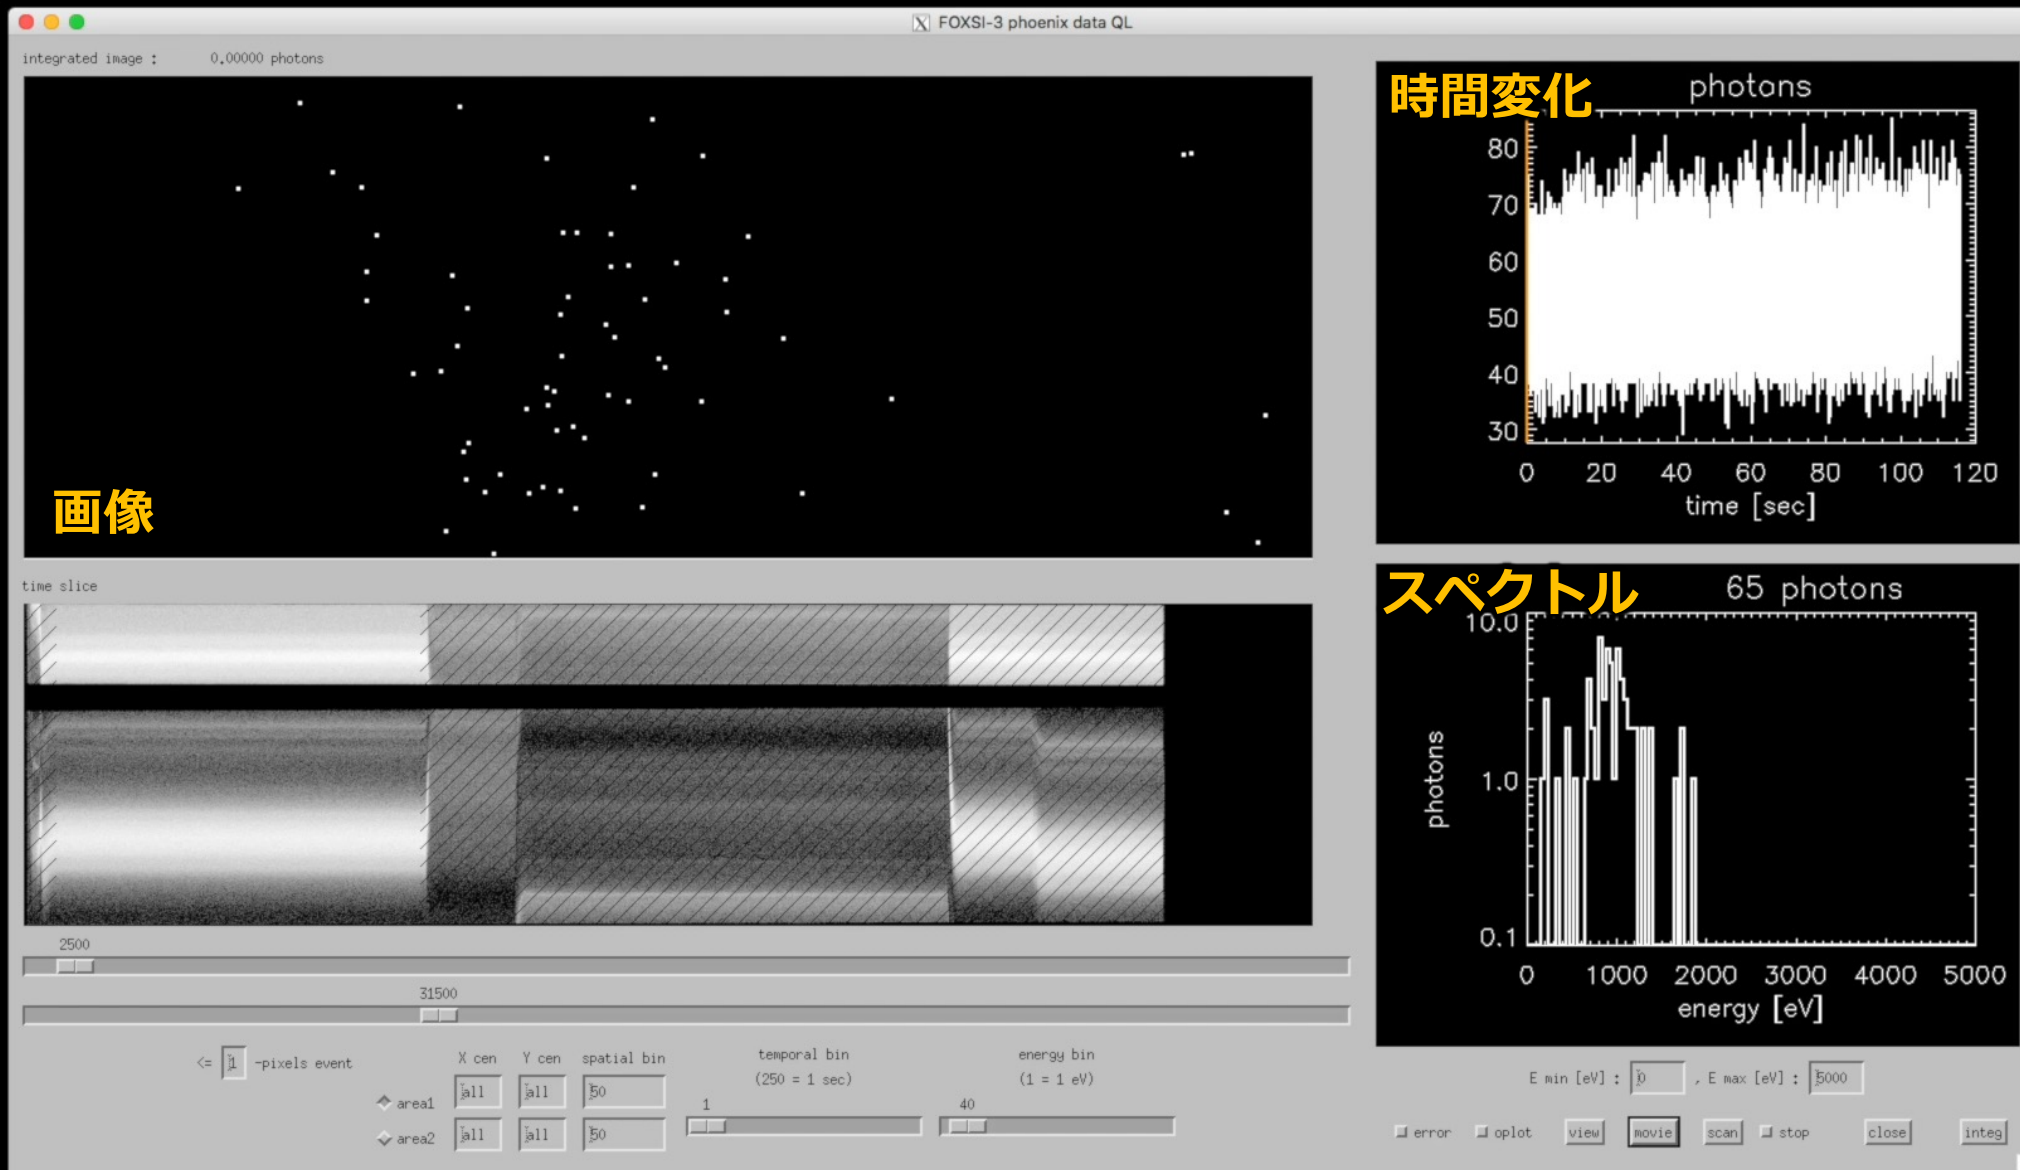 FOXSI-3 phoenix data QL
integrated image : 0,00000 photons
画像
時間変化
photons
80
70
60
50
40
30
0 20 40 60 80 100 120
time [sec]
time slice
スペクトル
65 photons
10.0
1.0
0.1
photons
0 1000 2000 3000 4000 5000
energy [eV]
2500
31500
<= 1 -pixels event
X cen Y cen spatial bin
area1 all all 50
area2 all all 50
temporal bin
(250 = 1 sec)
1
energy bin
(1 = 1 eV)
40
E min [eV] : 0 , E max [eV] : 5000
error oplot view movie scan stop close integ